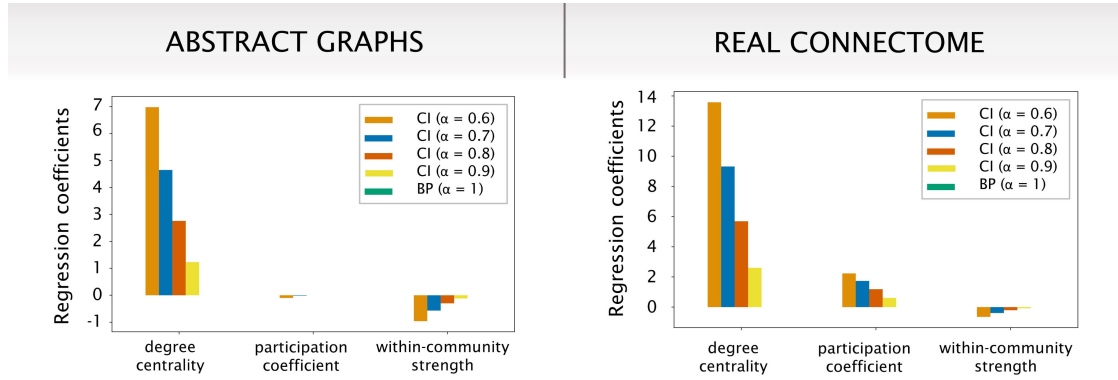 ABSTRACT GRAPHS
REAL CONNECTOME
Regression coefficients
7
6
5
4
3
2
1
0
-1
CI (α = 0.6)
CI (α = 0.7)
CI (α = 0.8)
CI (α = 0.9)
BP (α = 1)
degree
centrality
participation
coefficient
within-community
strength
Regression coefficients
14
12
10
8
6
4
2
0
CI (α = 0.6)
CI (α = 0.7)
CI (α = 0.8)
CI (α = 0.9)
BP (α = 1)
degree
centrality
participation
coefficient
within-community
strength